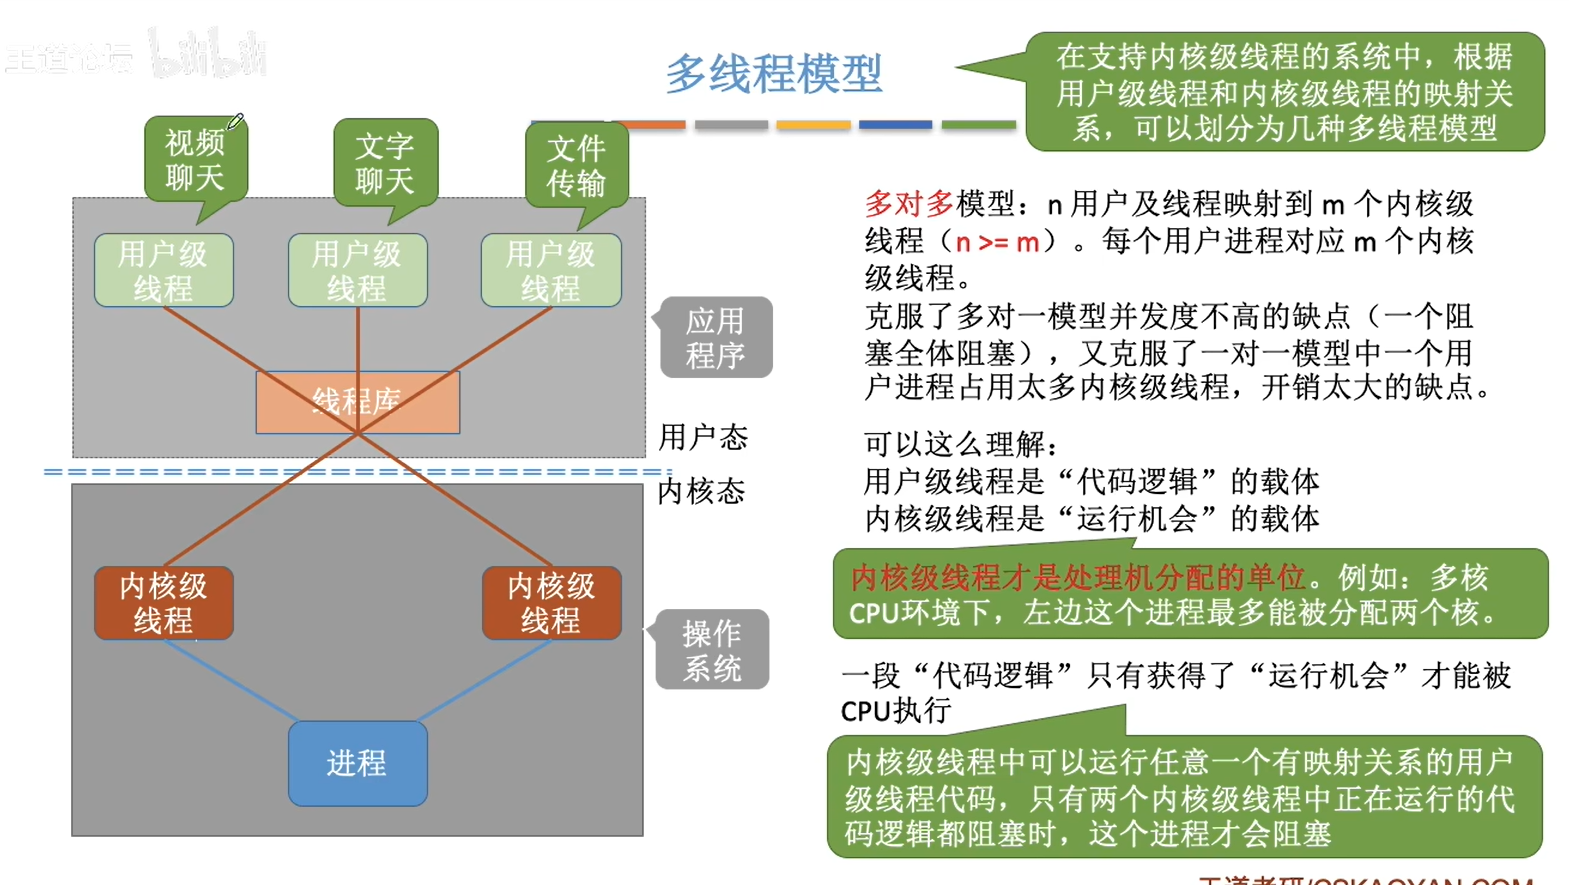 王道论坛 bilibili
多线程模型
在支持内核级线程的系统中，根据
用户级线程和内核级线程的映射关
系，可以划分为几种多线程模型
视频
聊天
文字
聊天
文件
传输
用户级
线程
用户级
线程
用户级
线程
线程库
应用
程序
用户态
内核态
内核级
线程
内核级
线程
操作
系统
进程
多对多模型：n 用户及线程映射到 m 个内核级
线程（n >= m）。每个用户进程对应 m 个内核
级线程。
克服了多对一模型并发度不高的缺点（一个阻
塞全体阻塞），又克服了一对一模型中一个用
户进程占用太多内核级线程，开销太大的缺点。
可以这么理解：
用户级线程是“代码逻辑”的载体
内核级线程是“运行机会”的载体
内核级线程才是处理机分配的单位。例如：多核
CPU环境下，左边这个进程最多能被分配两个核。
一段“代码逻辑”只有获得了“运行机会”才能被
CPU执行
内核级线程中可以运行任意一个有映射关系的用户
级线程代码，只有两个内核级线程中正在运行的代
码逻辑都阻塞时，这个进程才会阻塞
王道考研/CSKAOYAN.COM